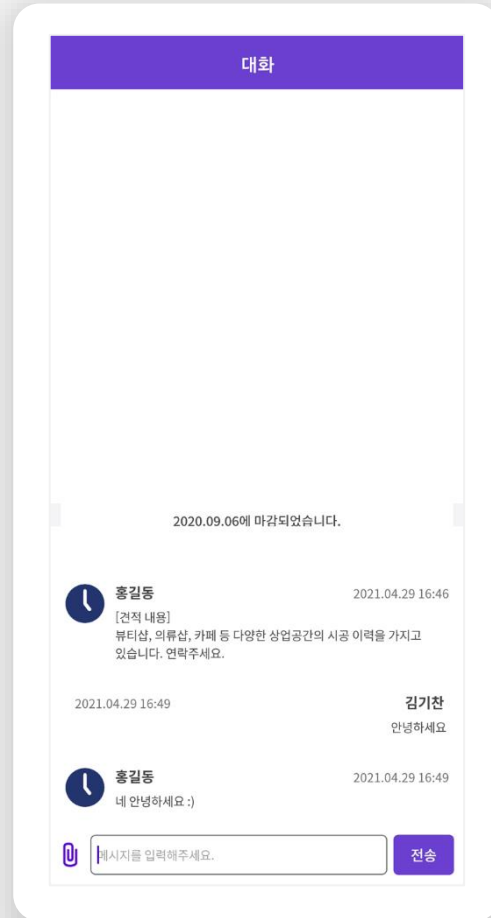 대화
2020.09.06에 마감되었습니다.
홍길동 2021.04.29 16:46
[견적 내용]
뷰티샵, 의류샵, 카페 등 다양한 상업공간의 시공 이력을 가지고
있습니다. 연락주세요.
2021.04.29 16:49 김기찬
안녕하세요
홍길동 2021.04.29 16:49
네 안녕하세요 :)
메시지를 입력해주세요. 전송